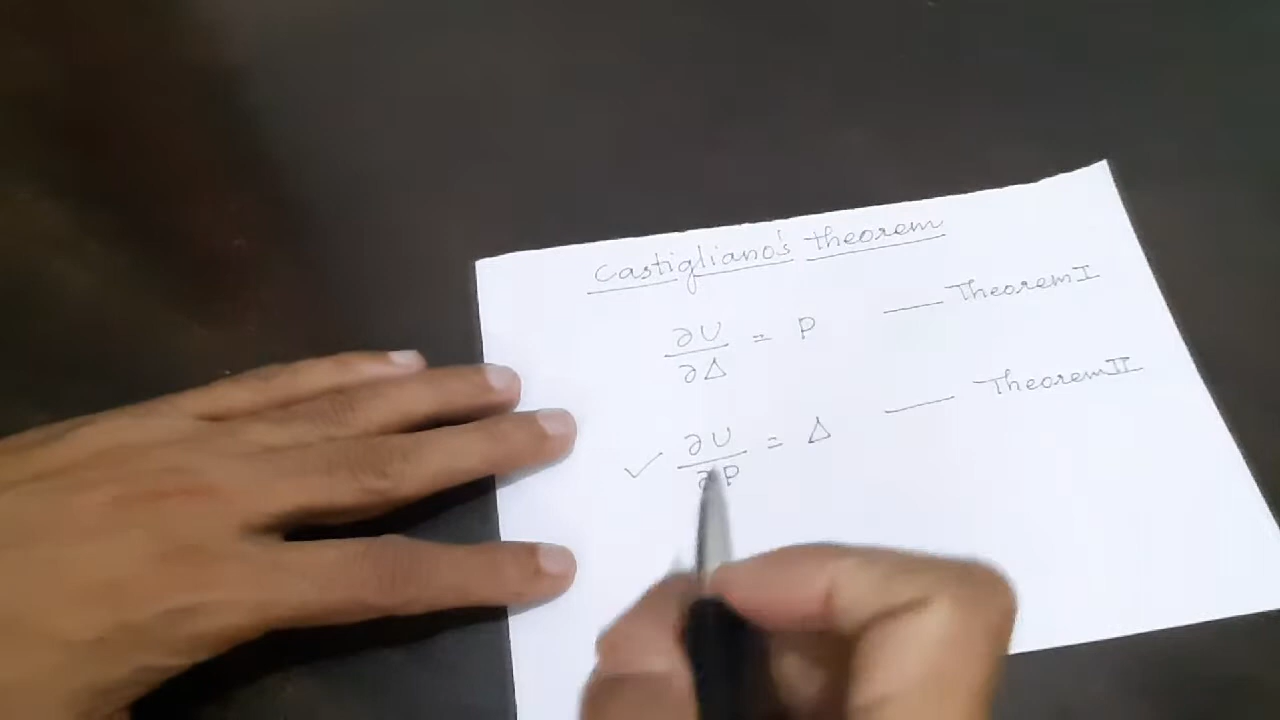 Castigliano's theorem
∂U/∂Δ = P —— Theorem I
✓ ∂U/∂P = Δ —— Theorem II